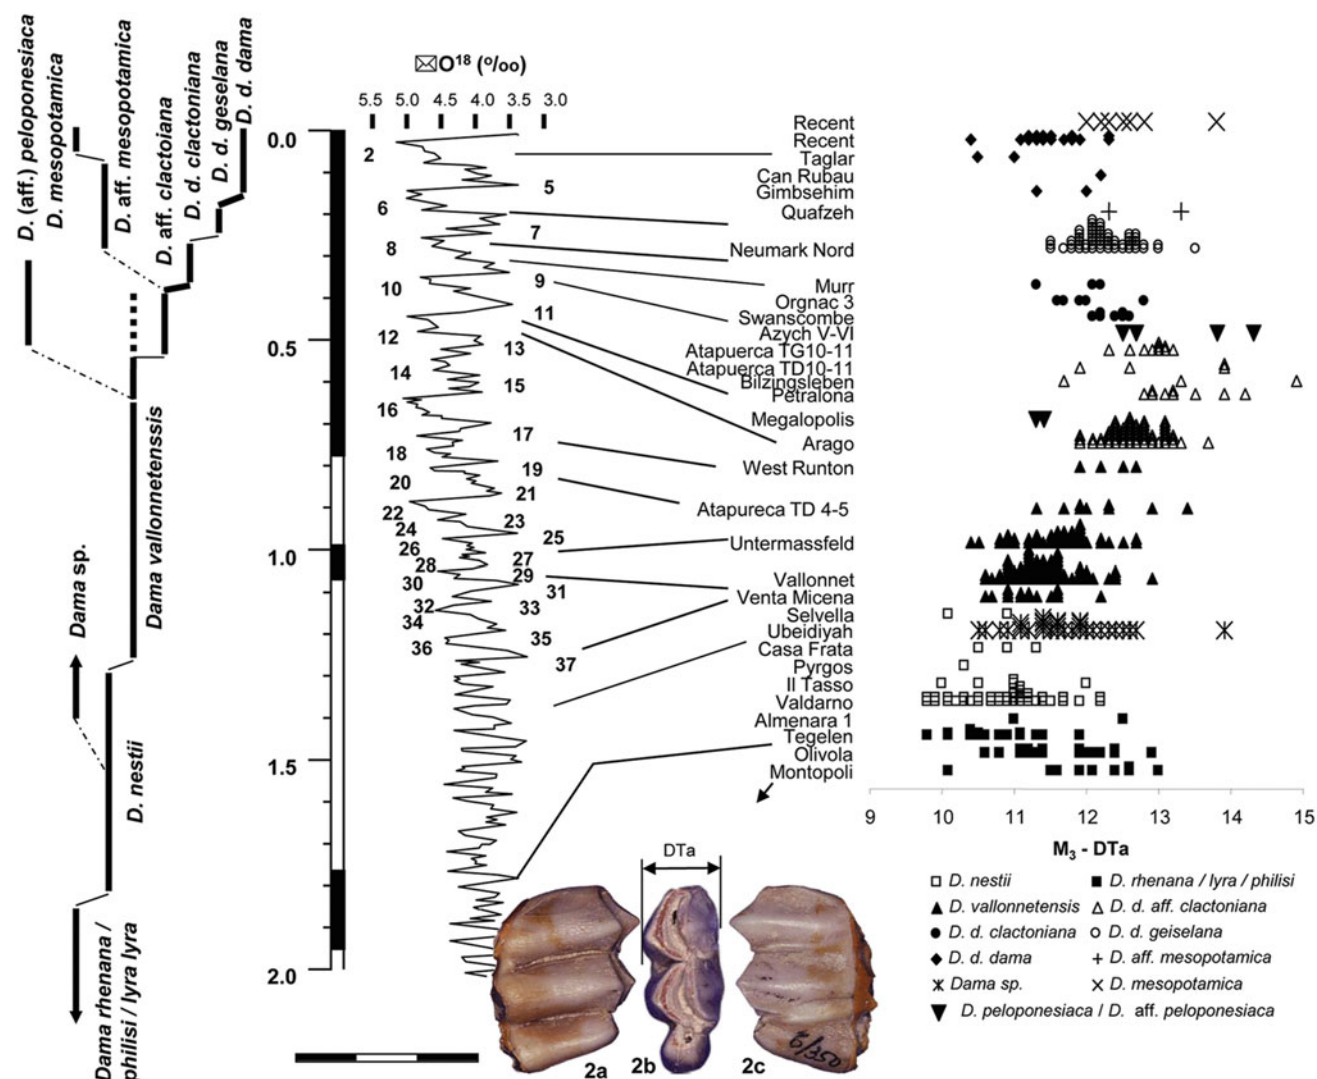 D. (aff.) peloponesiaca
D. mesopotamica
D. aff. mesopotamica
D. aff. clactoiana
D. d. clactoniana
D. d. geselana
D. d. dama
Dama sp.
Dama vallonnetenssis
D. nestii
Dama rhenana /
philisi / lyra lyra
O¹⁸ (º/oo)
5.5 5.0 4.5 4.0 3.5 3.0
0.0
0.5
1.0
1.5
2.0
2
5
6
7
8
9
10
11
12
13
14
15
16
17
18
19
20
21
22
23
24
25
26
27
28
29
30
31
32
33
34
35
36
37
Recent
Recent
Taglar
Can Rubau
Gimbsehim
Quafzeh
Neumark Nord
Murr
Orgnac 3
Swanscombe
Azych V-VI
Atapuerca TG10-11
Atapuerca TD10-11
Bilzingsleben
Petralona
Megalopolis
Arago
West Runton
Atapureca TD 4-5
Untermassfeld
Vallonnet
Venta Micena
Selvella
Ubeidiyah
Casa Frata
Pyrgos
Il Tasso
Valdarno
Almenara 1
Tegelen
Olivola
Montopoli
9 10 11 12 13 14 15
M₃ - DTa
D. nestii
D. rhenana / lyra / philisi
D. vallonnetensis
D. d. aff. clactoniana
D. d. clactoniana
D. d. geiselana
D. d. dama
D. aff. mesopotamica
Dama sp.
D. mesopotamica
D. peloponesiaca / D. aff. peloponesiaca
DTa
2a
2b
2c